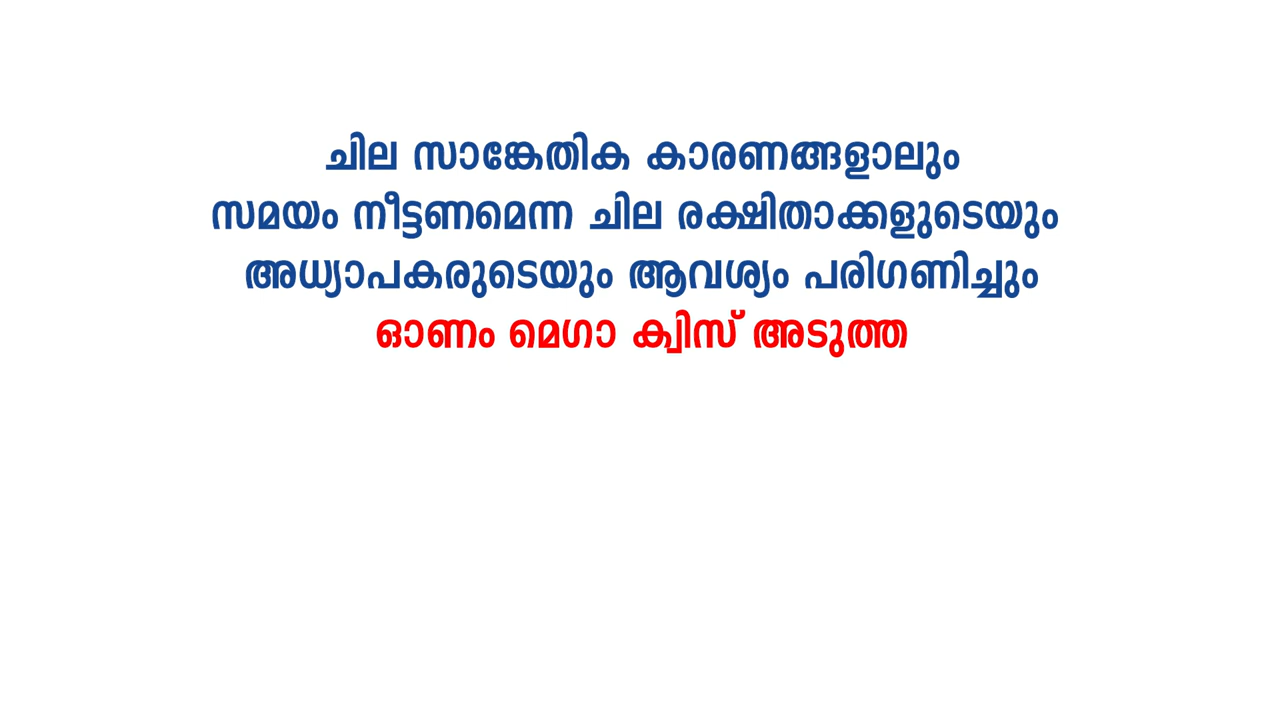 ചില സാങ്കേതിക കാരണങ്ങളാലും
സമയം നീട്ടണമെന്ന ചില രക്ഷിതാക്കളുടെയും
അധ്യാപകരുടെയും ആവശ്യം പരിഗണിച്ചും
ഓണം മെഗാ ക്വിസ് അടുത്ത